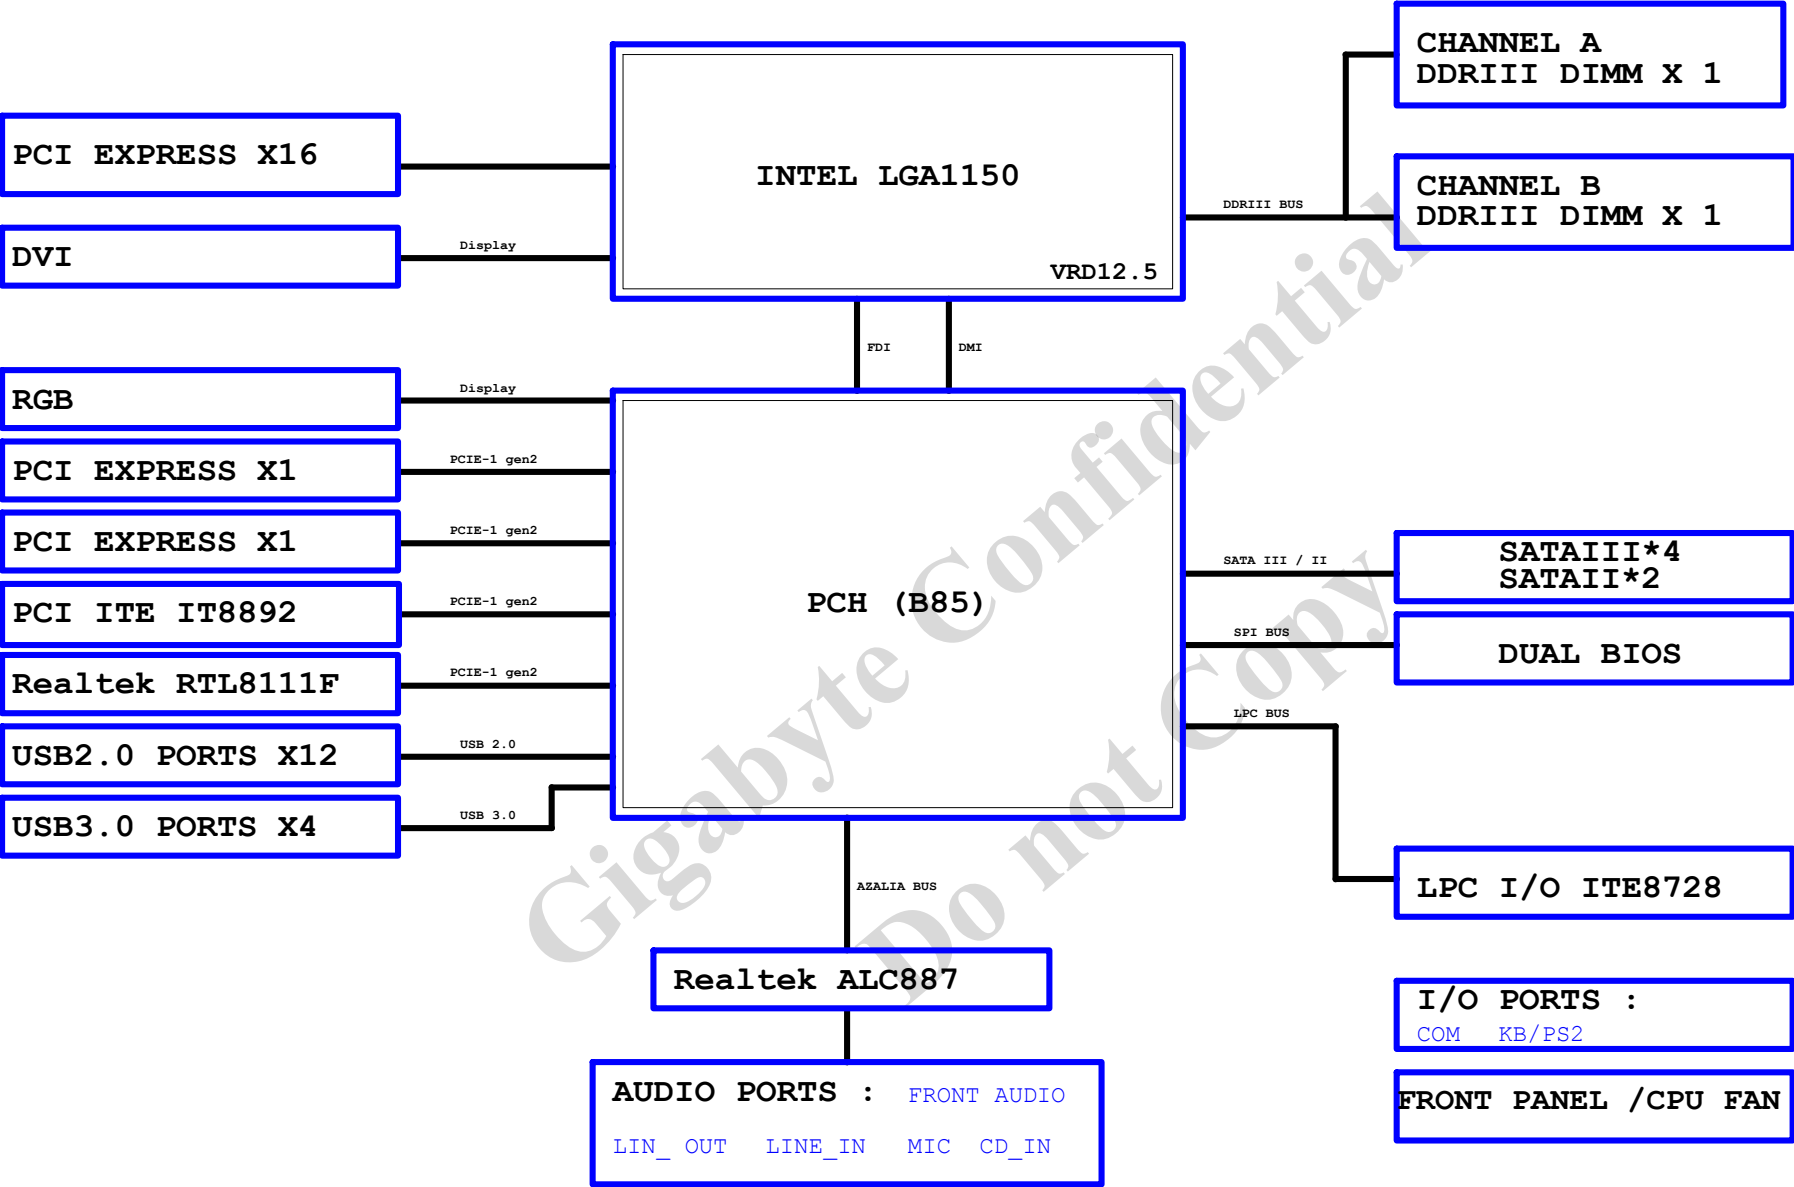 CHANNEL A
DDRIII DIMM X 1
PCI EXPRESS X16
INTEL LGA1150
CHANNEL B
DDRIII DIMM X 1
DDRIII BUS
DVI
Display
VRD12.5
FDI
DMI
RGB
Display
PCI EXPRESS X1
PCIE-1 gen2
PCI EXPRESS X1
PCIE-1 gen2
SATA III / II
SATAIII*4
SATAII*2
PCI ITE IT8892
PCIE-1 gen2
PCH (B85)
SPI BUS
DUAL BIOS
Realtek RTL8111F
PCIE-1 gen2
LPC BUS
USB2.0 PORTS X12
USB 2.0
USB3.0 PORTS X4
USB 3.0
AZALIA BUS
LPC I/O ITE8728
Realtek ALC887
I/O PORTS :
COM KB/PS2
AUDIO PORTS : FRONT AUDIO
LIN_ OUT LINE_IN MIC CD_IN
FRONT PANEL /CPU FAN
Gigabyte Confidential
Do not Copy